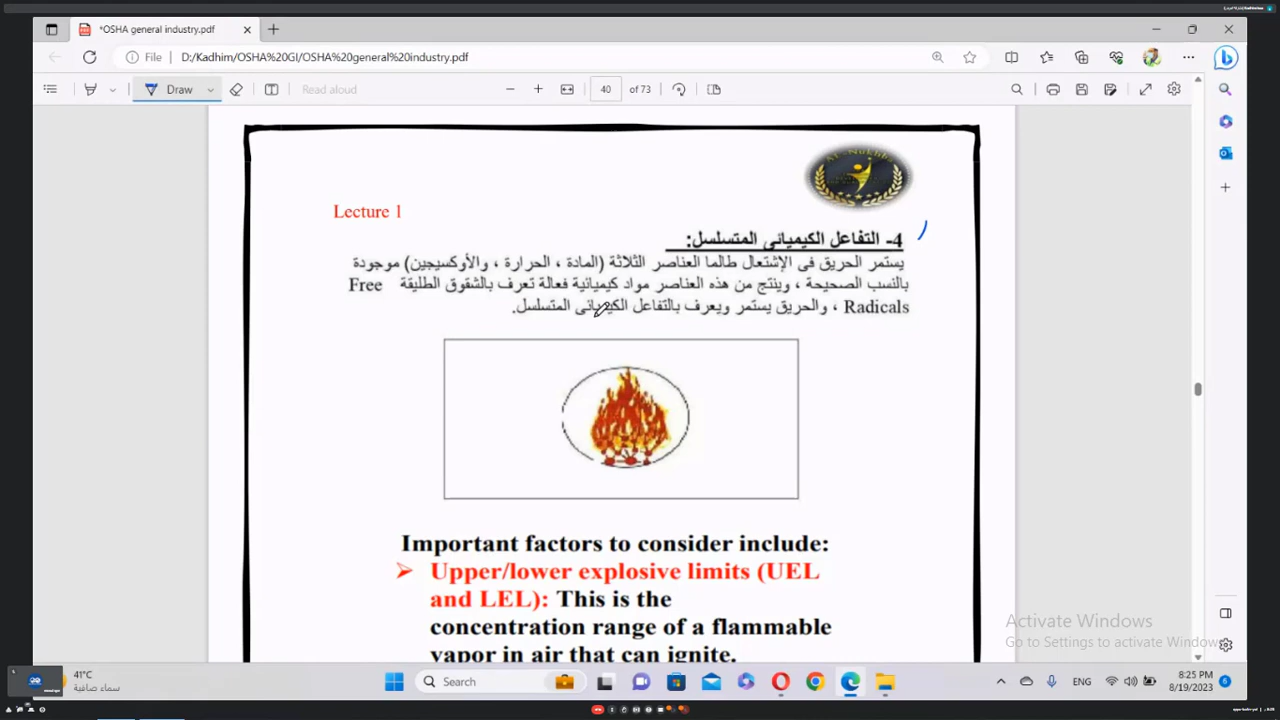 *OSHA general industry.pdf
File
D:/Kadhim/OSHA%20GI/OSHA%20general%20industry.pdf
Draw
Read aloud
40 of 73
AL-Nukhba
Lecture 1
4- التفاعل الكيميائى المتسلسل:
يستمر الحريق فى الإشتعال طالما العناصر الثلاثة (المادة ، الحرارة ، والأوكسيجين) موجودة
بالنسب الصحيحة ، وينتج من هذه العناصر مواد كيميائية فعالة تعرف بالشقوق الطليقة Free
Radicals ، والحريق يستمر ويعرف بالتفاعل الكيميائى المتسلسل.
Important factors to consider include:
Upper/lower explosive limits (UEL
and LEL): This is the
concentration range of a flammable
vapor in air that can ignite.
Activate Windows
Go to Settings to activate Windows.
41°C
سماء صافية
Search
ENG
8:25 PM
8/19/2023
6